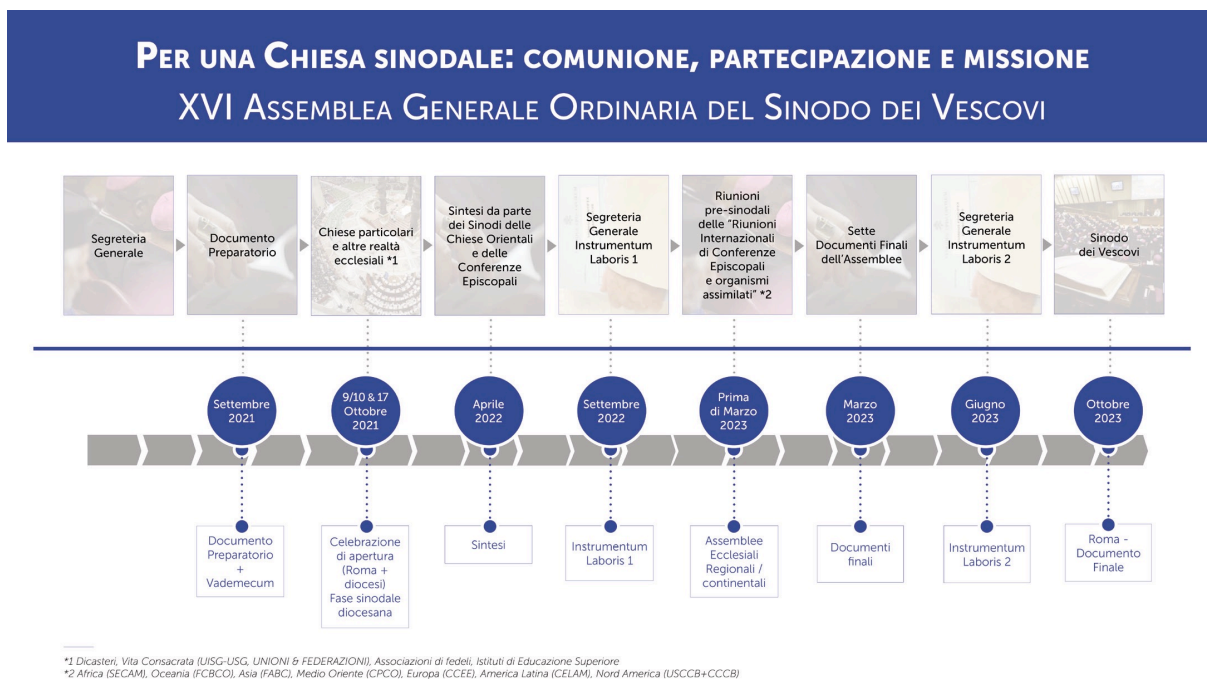 PER UNA CHIESA SINODALE: COMUNIONE, PARTECIPAZIONE E MISSIONE
XVI ASSEMBLEA GENERALE ORDINARIA DEL SINODO DEI VESCOVI
Segreteria
Generale
Documento
Preparatorio
Chiese particolari
e altre realtà
ecclesiali *1
Sintesi da parte
dei Sinodi delle
Chiese Orientali
e delle
Conferenze
Episcopali
Segreteria
Generale
Instrumentum
Laboris 1
Riunioni
pre-sinodali
delle "Riunioni
Internazionali
di Conferenze
Episcopali
e organismi
assimilati" *2
Sette
Documenti Finali
dell'Assemblee
Segreteria
Generale
Instrumentum
Laboris 2
Sinodo
dei Vescovi
Settembre
2021
9/10 & 17
Ottobre
2021
Aprile
2022
Settembre
2022
Prima
di Marzo
2023
Marzo
2023
Giugno
2023
Ottobre
2023
Documento
Preparatorio
+
Vademecum
Celebrazione
di apertura
(Roma +
diocesi)
Fase sinodale
diocesana
Sintesi
Instrumentum
Laboris 1
Assemblee
Ecclesiali
Regionali /
continentali
Documenti
finali
Instrumentum
Laboris 2
Roma -
Documento
Finale
*1 Dicasteri, Vita Consacrata (UISG-USG, UNIONI & FEDERAZIONI), Associazioni di fedeli, Istituti di Educazione Superiore
*2 Africa (SECAM), Oceania (FCBCO), Asia (FABC), Medio Oriente (CPCO), Europa (CCEE), America Latina (CELAM), Nord America (USCCB+CCCB)